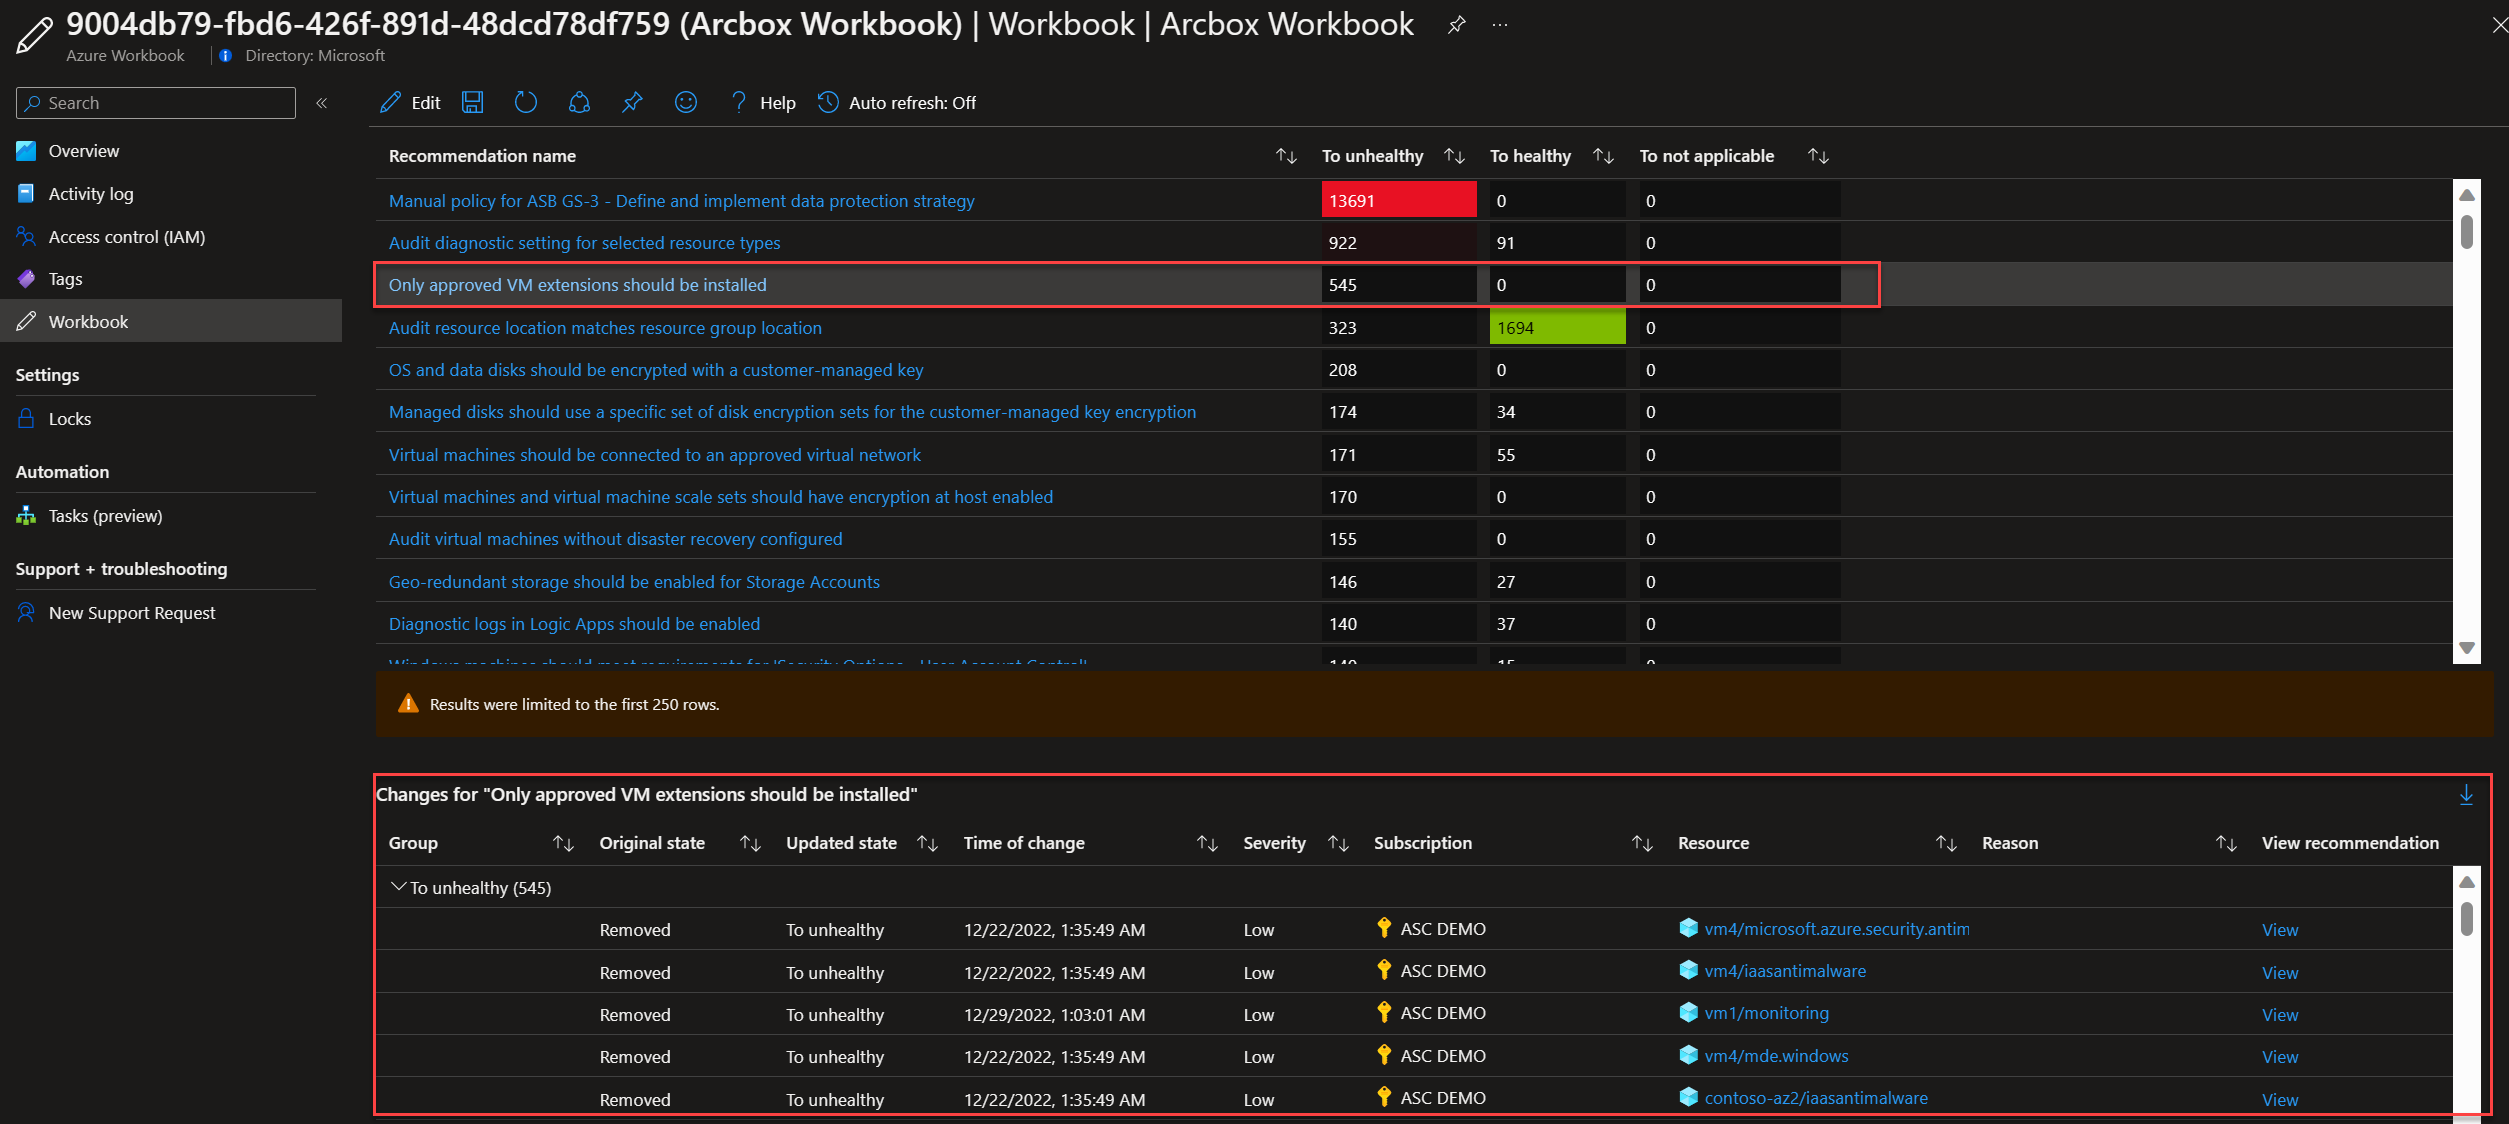 9004db79-fbd6-426f-891d-48dcd78df759 (Arcbox Workbook) | Workbook | Arcbox Workbook
Azure Workbook | Directory: Microsoft
Search
Edit Help Auto refresh: Off
Overview
Activity log
Access control (IAM)
Tags
Workbook
Settings
Locks
Automation
Tasks (preview)
Support + troubleshooting
New Support Request
Recommendation name To unhealthy To healthy To not applicable
Manual policy for ASB GS-3 - Define and implement data protection strategy 13691 0 0
Audit diagnostic setting for selected resource types 922 91 0
Only approved VM extensions should be installed 545 0 0
Audit resource location matches resource group location 323 1694 0
OS and data disks should be encrypted with a customer-managed key 208 0 0
Managed disks should use a specific set of disk encryption sets for the customer-managed key encryption 174 34 0
Virtual machines should be connected to an approved virtual network 171 55 0
Virtual machines and virtual machine scale sets should have encryption at host enabled 170 0 0
Audit virtual machines without disaster recovery configured 155 0 0
Geo-redundant storage should be enabled for Storage Accounts 146 27 0
Diagnostic logs in Logic Apps should be enabled 140 37 0
Windows machines should meet requirements for 'Security Options - User Account Control' 140 15 0
Results were limited to the first 250 rows.
Changes for "Only approved VM extensions should be installed"
Group Original state Updated state Time of change Severity Subscription Resource Reason View recommendation
To unhealthy (545)
Removed To unhealthy 12/22/2022, 1:35:49 AM Low ASC DEMO vm4/microsoft.azure.security.antim View
Removed To unhealthy 12/22/2022, 1:35:49 AM Low ASC DEMO vm4/iaasantimalware View
Removed To unhealthy 12/29/2022, 1:03:01 AM Low ASC DEMO vm1/monitoring View
Removed To unhealthy 12/22/2022, 1:35:49 AM Low ASC DEMO vm4/mde.windows View
Removed To unhealthy 12/22/2022, 1:35:49 AM Low ASC DEMO contoso-az2/iaasantimalware View